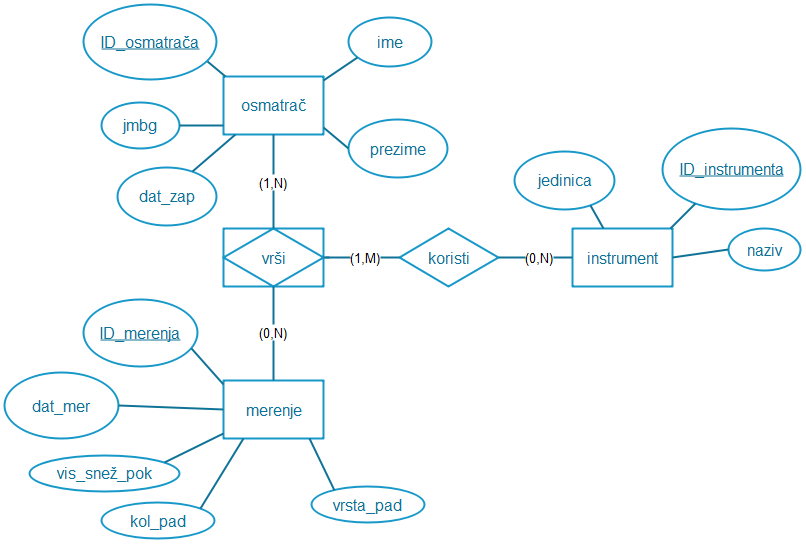 ID_osmatrača
ime
osmatrač
jmbg
prezime
dat_zap
(1,N)
jedinica
ID_instrumenta
vrši
(1,M)
koristi
(0,N)
instrument
naziv
(0,N)
ID_merenja
dat_mer
merenje
vis_snež_pok
kol_pad
vrsta_pad